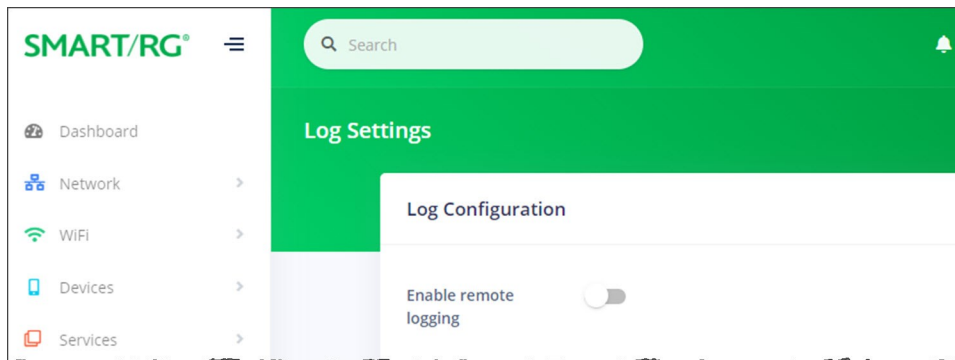 SMART/RG®
Search
Dashboard
Log Settings
Network
Log Configuration
WiFi
Devices
Enable remote
logging
Services